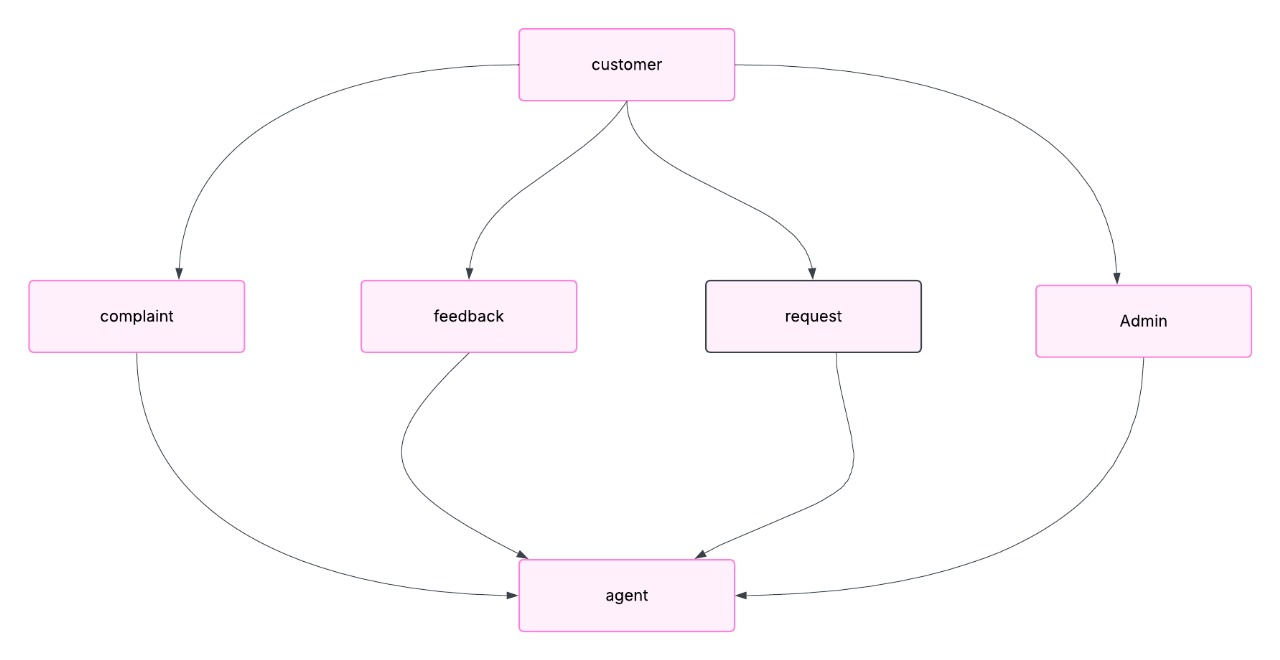 customer
complaint
feedback
request
Admin
agent